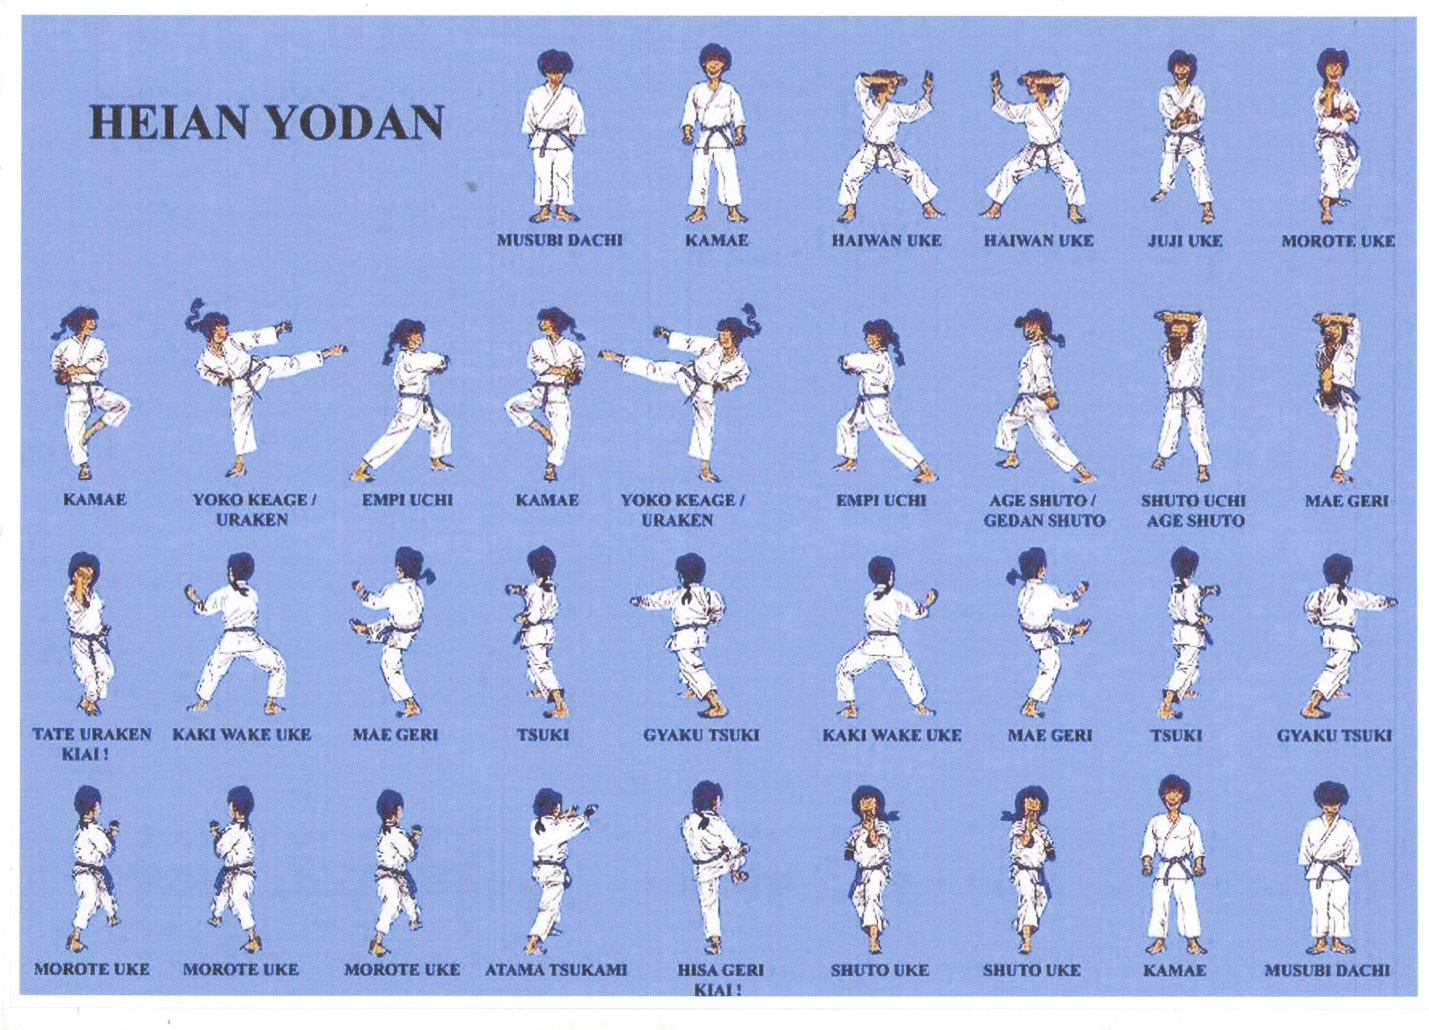 HEIAN YODAN
MUSUBI DACHI
KAMAE
HAIWAN UKE
HAIWAN UKE
JUJI UKE
MOROTE UKE
KAMAE
YOKO KEAGE /
URAKEN
EMPI UCHI
KAMAE
YOKO KEAGE /
URAKEN
EMPI UCHI
AGE SHUTO /
GEDAN SHUTO
SHUTO UCHI
AGE SHUTO
MAE GERI
TATE URAKEN
KIAI !
KAKI WAKE UKE
MAE GERI
TSUKI
GYAKU TSUKI
KAKI WAKE UKE
MAE GERI
TSUKI
GYAKU TSUKI
MOROTE UKE
MOROTE UKE
MOROTE UKE
ATAMA TSUKAMI
HISA GERI
KIAI !
SHUTO UKE
SHUTO UKE
KAMAE
MUSUBI DACHI